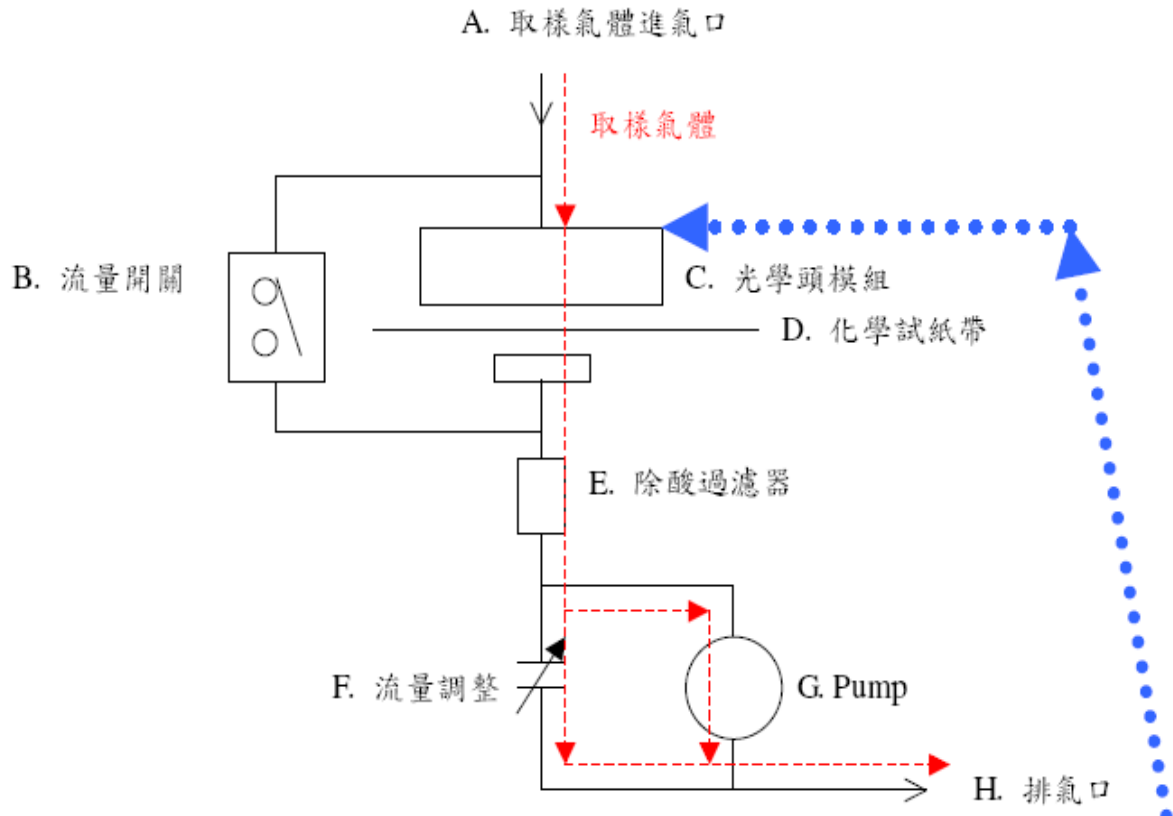 A. 取樣氣體進氣口
取樣氣體
B. 流量開關
C. 光學頭模組
D. 化學試紙帶
E. 除酸過濾器
F. 流量調整
G. Pump
H. 排氣口